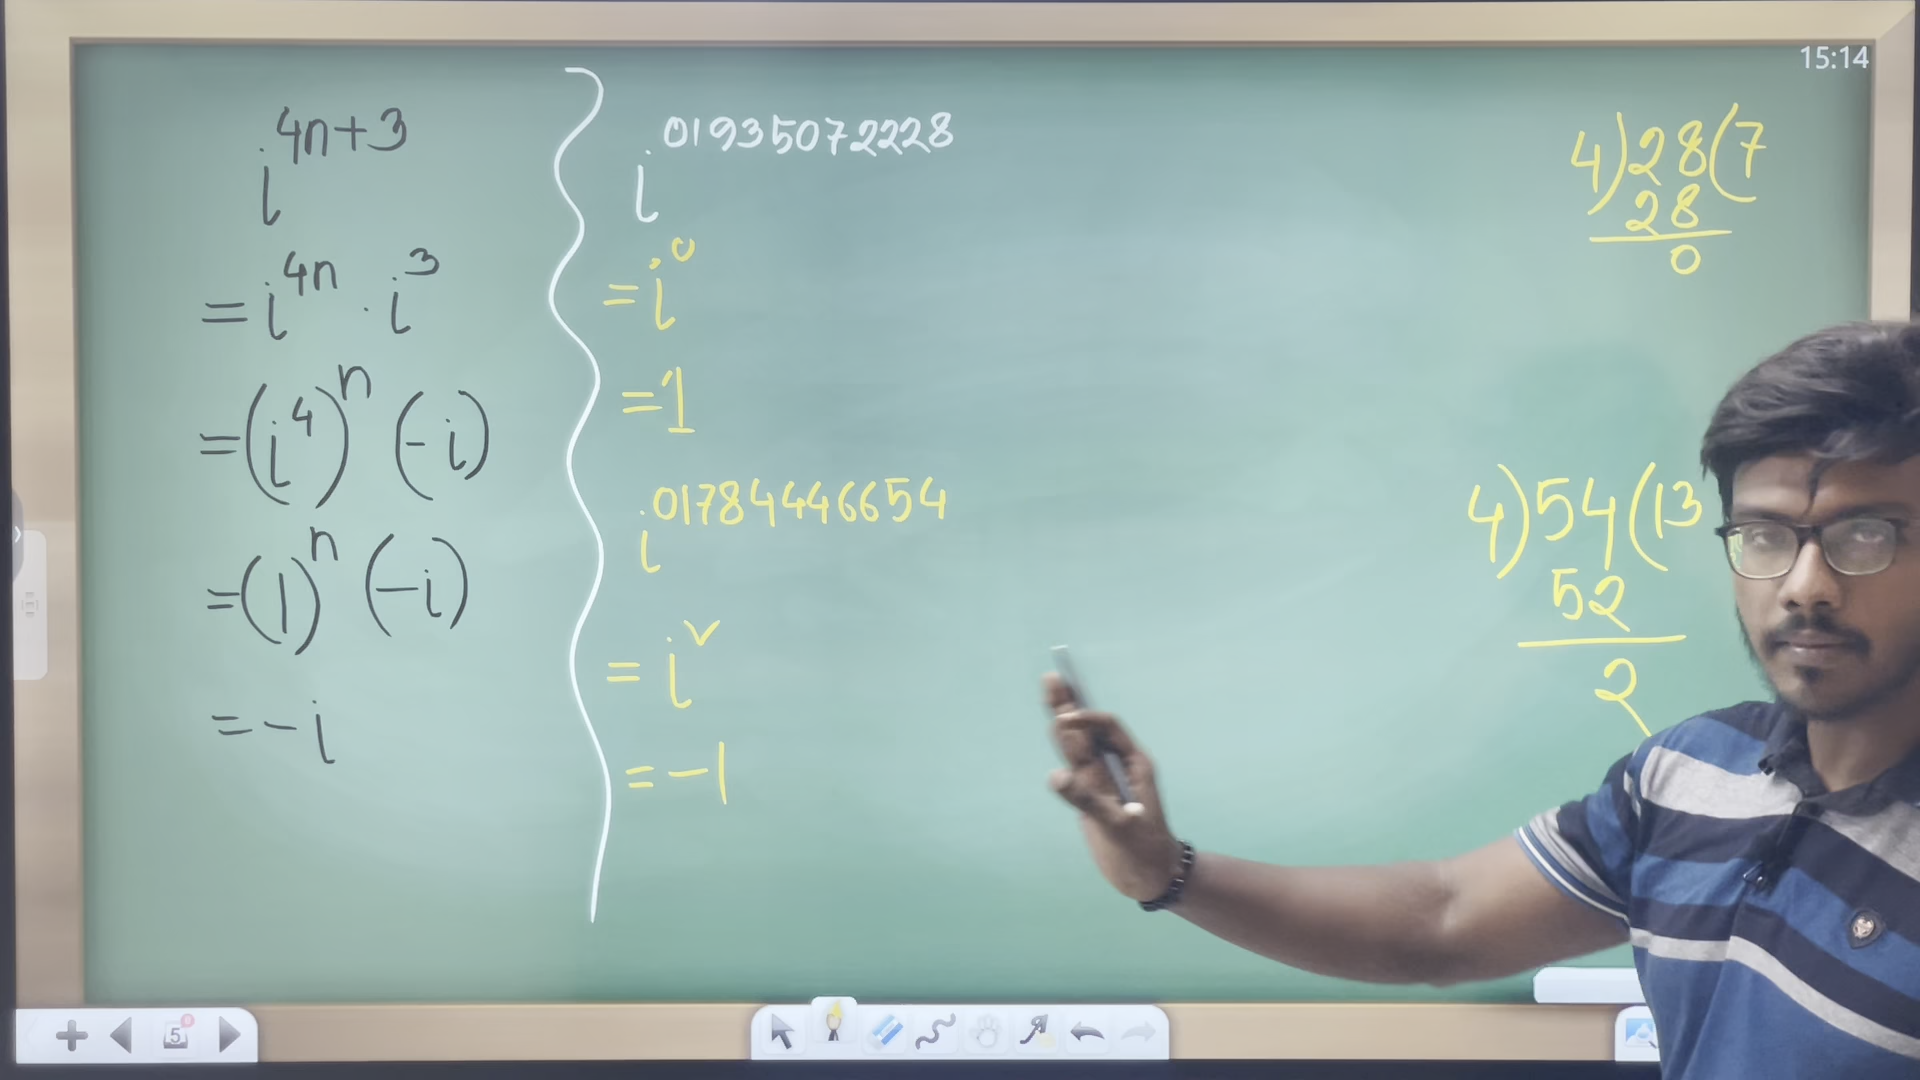 15:14
i^{4n+3}
= i^{4n} · i^{3}
= (i^{4})^{n} (-i)
= (1)^{n} (-i)
= -i
i^{01935072228}
= i^{0}
= 1
i^{01784446654}
= i^{v}
= -1
4)28(7
28
0
4)54(13
52
2
5